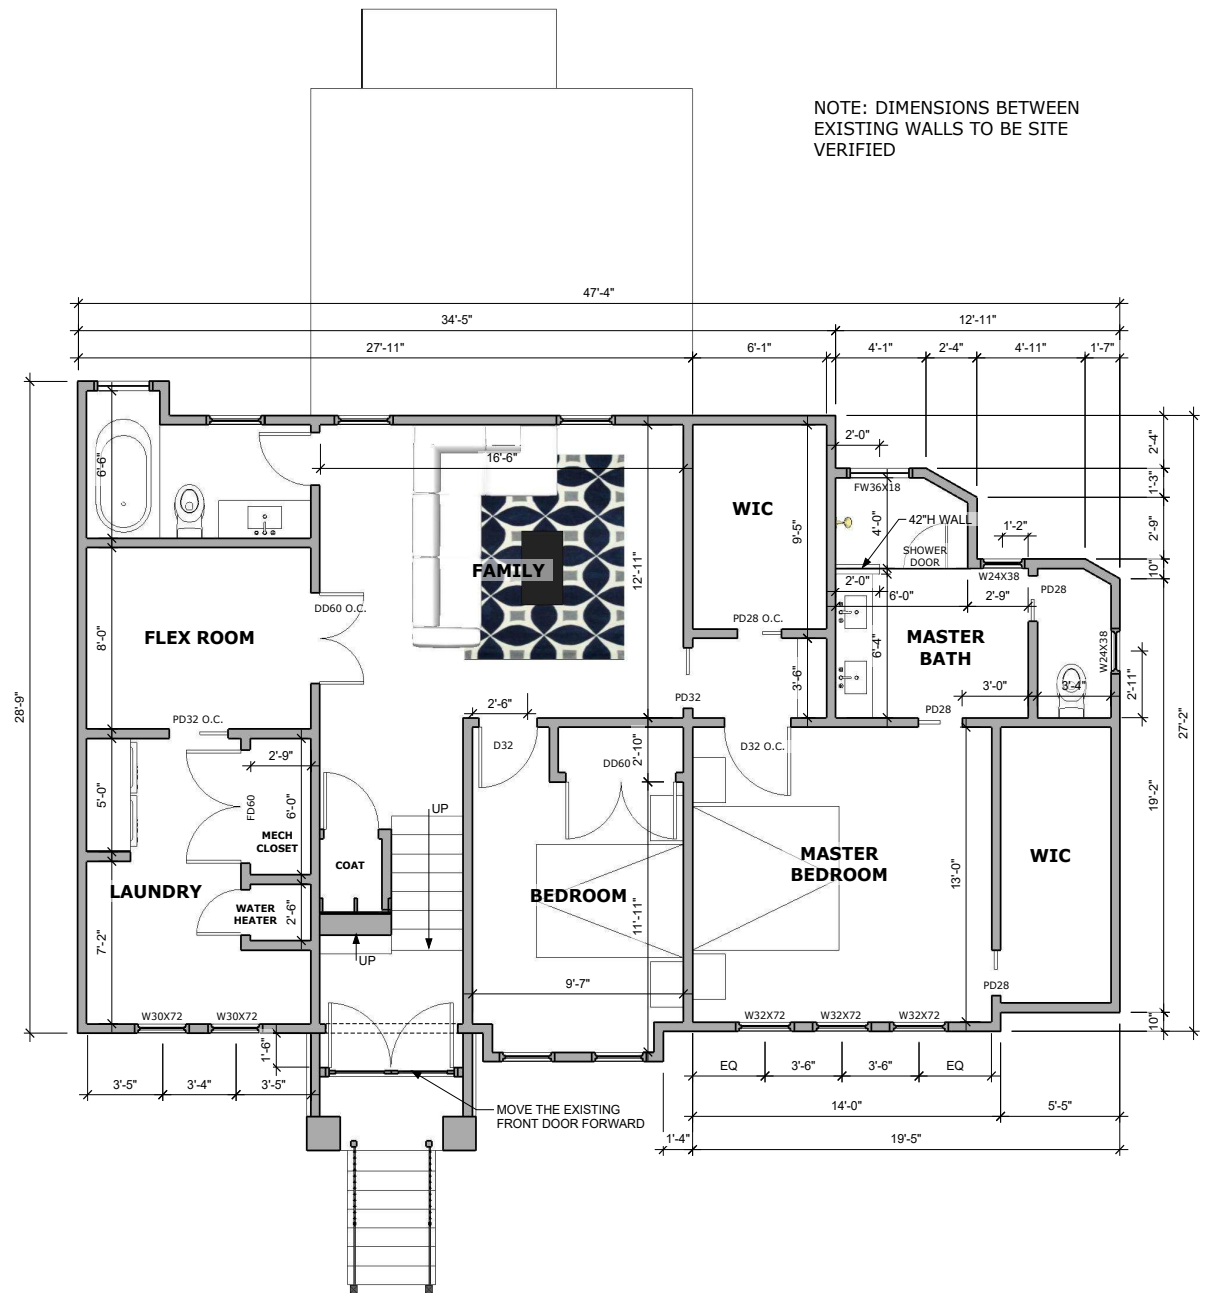 NOTE: DIMENSIONS BETWEEN
EXISTING WALLS TO BE SITE
VERIFIED
47'-4"
34'-5"
12'-11"
27'-11"
6'-1"
4'-1"
2'-4"
4'-11"
1'-7"
28'-9"
6'-6"
16'-6"
FAMILY
12'-11"
WIC
9'-5"
2'-0"
FW36X18
42"H WALL
4'-0"
SHOWER
DOOR
1'-2"
W24X38
PD28
2'-4"
1'-3"
2'-9"
10"
2'-0"
6'-0"
2'-9"
DD60 O.C.
FLEX ROOM
8'-0"
PD28 O.C.
MASTER
BATH
6'-4"
W24X38
3'-6"
3'-0"
3'-4"
2'-11"
PD32
PD28
27'-2"
PD32 O.C.
2'-6"
D32
DD60
2'-10"
D32 O.C.
2'-9"
5'-0"
FD60
6'-0"
MECH
CLOSET
19'-2"
UP
COAT
LAUNDRY
WATER
HEATER
2'-6"
7'-2"
UP
BEDROOM
11'-11"
9'-7"
MASTER
BEDROOM
13'-0"
WIC
PD28
W30X72
W30X72
1'-6"
W32X72
W32X72
W32X72
10"
3'-5"
3'-4"
3'-5"
EQ
3'-6"
3'-6"
EQ
MOVE THE EXISTING
FRONT DOOR FORWARD
14'-0"
5'-5"
1'-4"
19'-5"